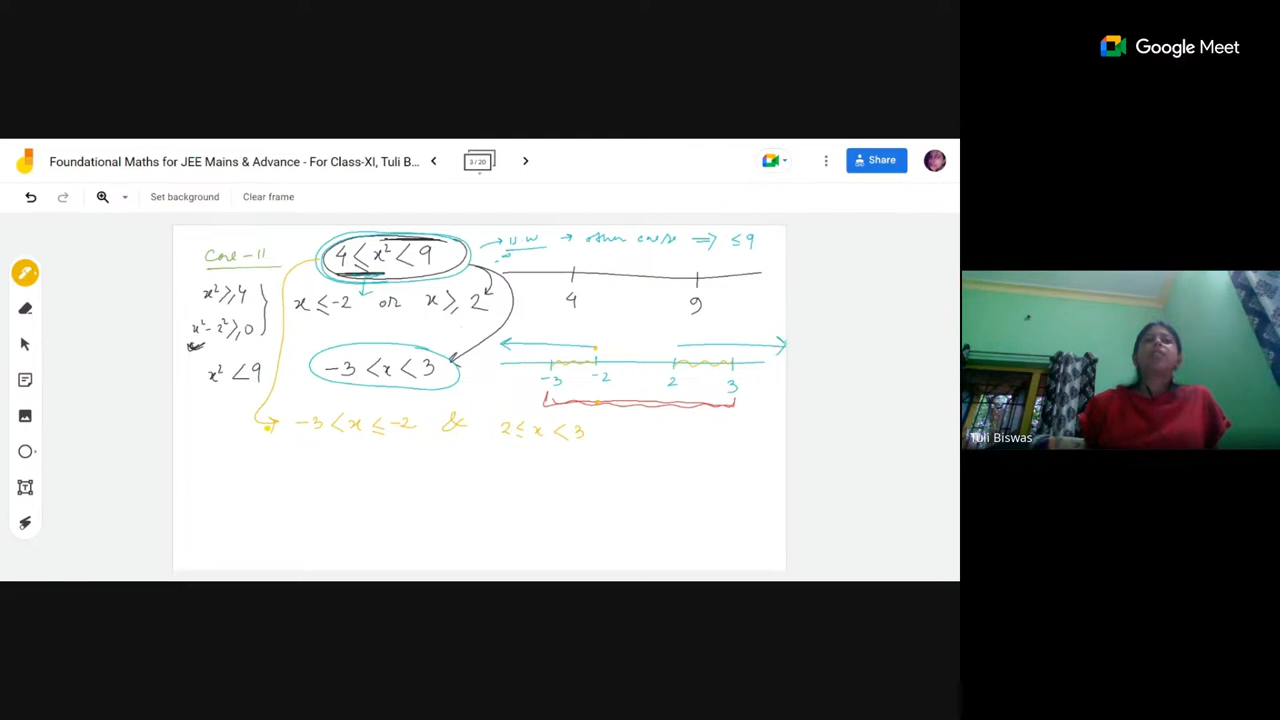 Google Meet
Foundational Maths for JEE Mains & Advance - For Class-XI, Tuli B...
3 / 20
Share
Set background
Clear frame
Case - II
4 ≤ x² < 9
H.W → other case ⇒ ≤ 9
x² ≥ 4
x ≤ -2 or x ≥ 2
4 9
x² - 2² ≥ 0
x² < 9
-3 < x < 3
-3 -2 2 3
-3 < x ≤ -2 & 2 ≤ x < 3
Tuli Biswas